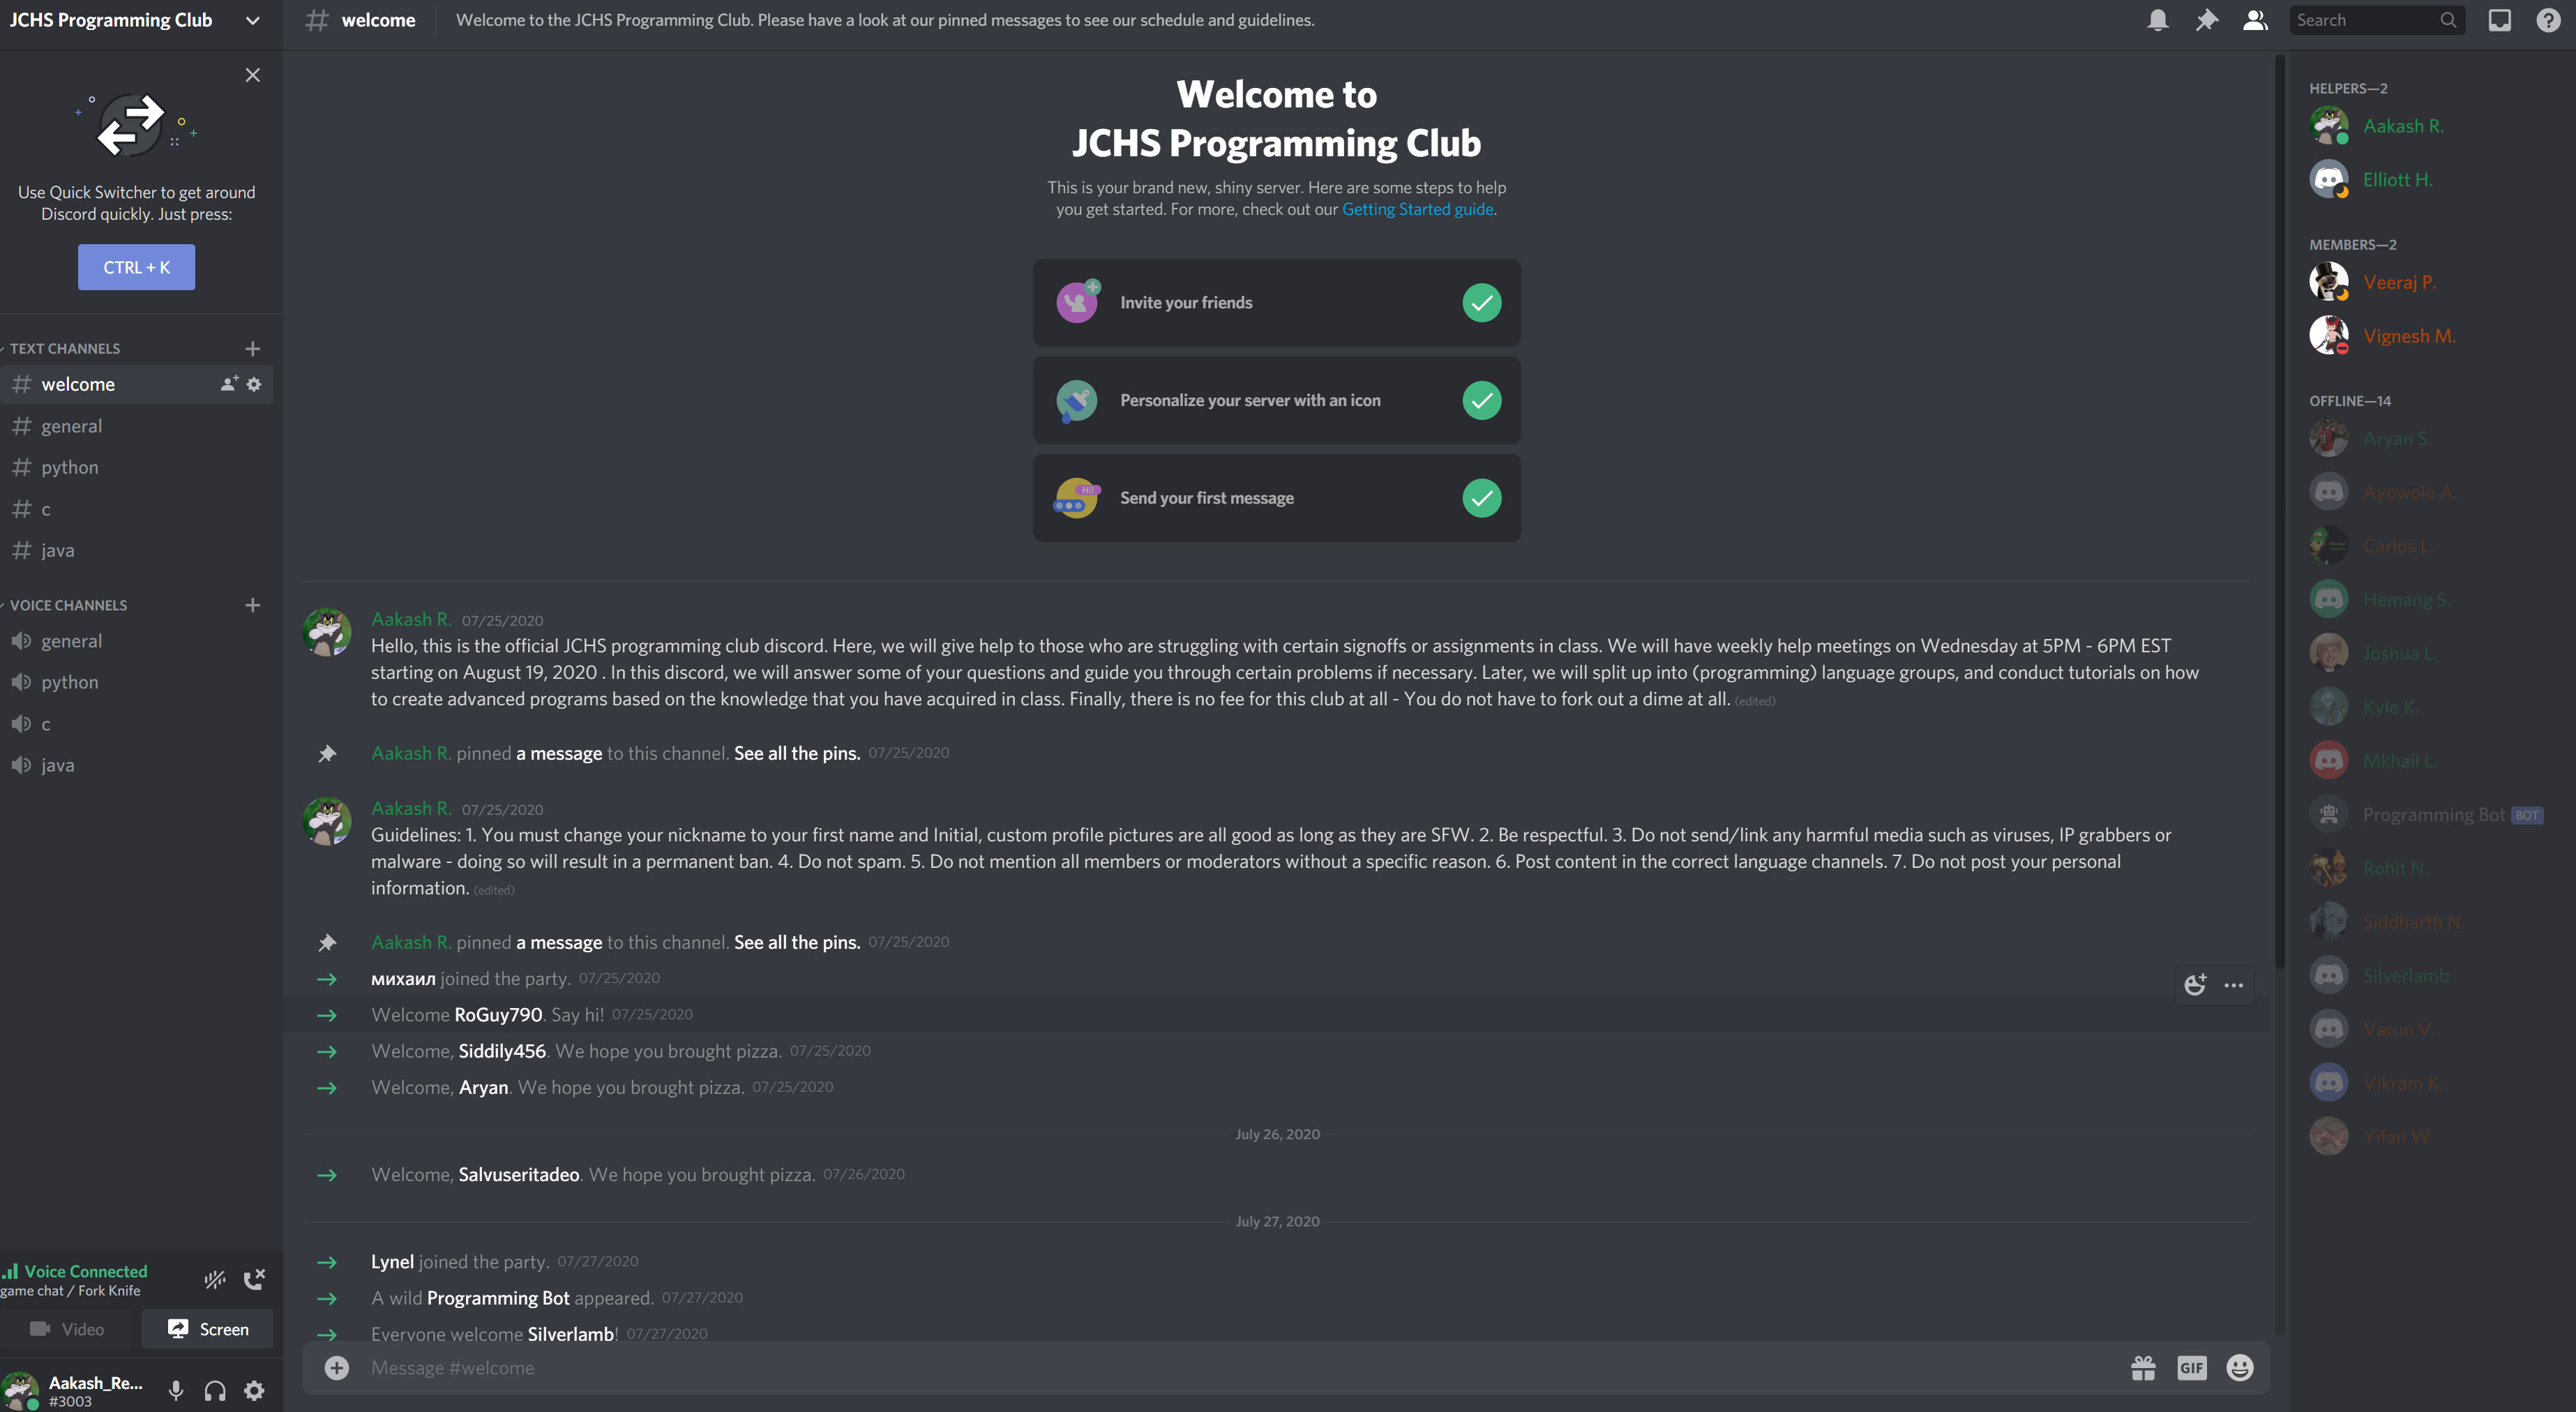 JCHS Programming Club
# welcome
Welcome to the JCHS Programming Club. Please have a look at our pinned messages to see our schedule and guidelines.
Search
Use Quick Switcher to get around
Discord quickly. Just press:
CTRL + K
TEXT CHANNELS
# welcome
# general
# python
# c
# java
VOICE CHANNELS
general
python
c
java
Voice Connected
game chat / Fork Knife
Video
Screen
Aakash_Re...
#3003
Welcome to
JCHS Programming Club
This is your brand new, shiny server. Here are some steps to help
you get started. For more, check out our Getting Started guide.
Invite your friends
Personalize your server with an icon
Hi!
Send your first message
Aakash R. 07/25/2020
Hello, this is the official JCHS programming club discord. Here, we will give help to those who are struggling with certain signoffs or assignments in class. We will have weekly help meetings on Wednesday at 5PM - 6PM EST
starting on August 19, 2020 . In this discord, we will answer some of your questions and guide you through certain problems if necessary. Later, we will split up into (programming) language groups, and conduct tutorials on how
to create advanced programs based on the knowledge that you have acquired in class. Finally, there is no fee for this club at all - You do not have to fork out a dime at all. (edited)
Aakash R. pinned a message to this channel. See all the pins. 07/25/2020
Aakash R. 07/25/2020
Guidelines: 1. You must change your nickname to your first name and Initial, custom profile pictures are all good as long as they are SFW. 2. Be respectful. 3. Do not send/link any harmful media such as viruses, IP grabbers or
malware - doing so will result in a permanent ban. 4. Do not spam. 5. Do not mention all members or moderators without a specific reason. 6. Post content in the correct language channels. 7. Do not post your personal
information. (edited)
Aakash R. pinned a message to this channel. See all the pins. 07/25/2020
михаил joined the party. 07/25/2020
Welcome RoGuy790. Say hi! 07/25/2020
Welcome, Siddily456. We hope you brought pizza. 07/25/2020
Welcome, Aryan. We hope you brought pizza. 07/25/2020
July 26, 2020
Welcome, Salvuseritadeo. We hope you brought pizza. 07/26/2020
July 27, 2020
Lynel joined the party. 07/27/2020
A wild Programming Bot appeared. 07/27/2020
Everyone welcome Silverlamb! 07/27/2020
Message #welcome
GIF
HELPERS—2
Aakash R.
Elliott H.
MEMBERS—2
Veeraj P.
Vignesh M.
OFFLINE—14
Aryan S.
Ayowole A.
Carlos L.
Hemang S.
Joshua L.
Kyle K.
Mkhail L.
Programming Bot BOT
Rohit N.
Siddharth N.
Silverlamb
Varun V.
Vikram K.
Yifan W